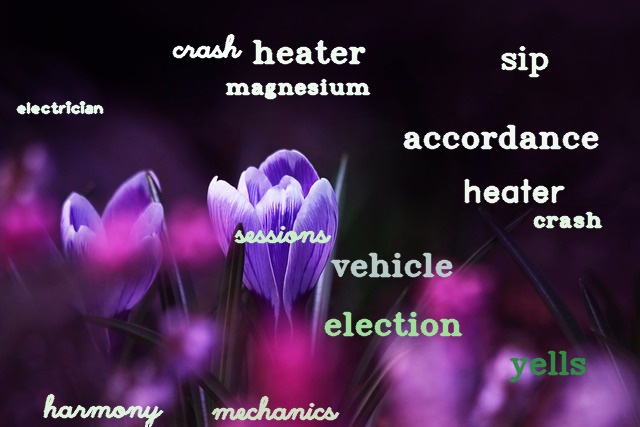 crash heater
sip
magnesium
electrician
accordance
heater
crash
sessions
vehicle
election
yells
harmony
mechanics